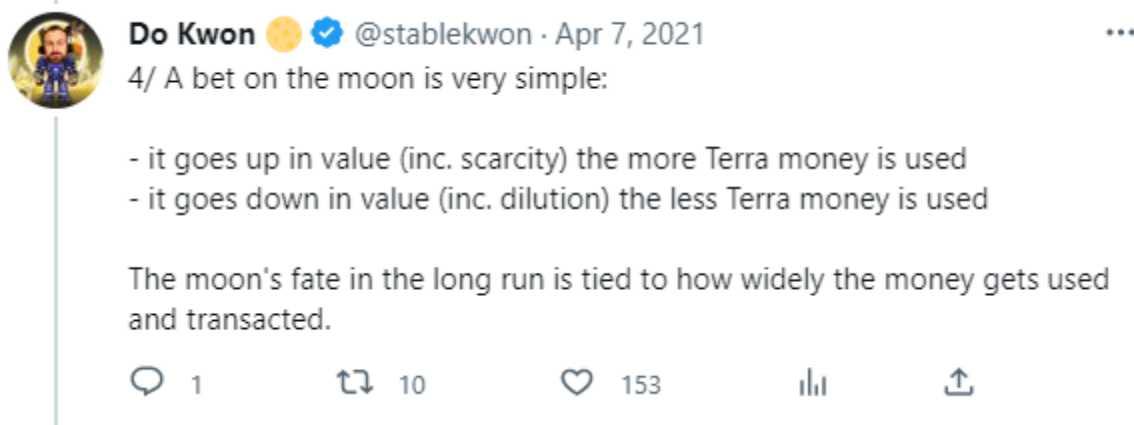 Do Kwon @stablekwon · Apr 7, 2021
4/ A bet on the moon is very simple:
- it goes up in value (inc. scarcity) the more Terra money is used
- it goes down in value (inc. dilution) the less Terra money is used
The moon's fate in the long run is tied to how widely the money gets used
and transacted.
1 10 153